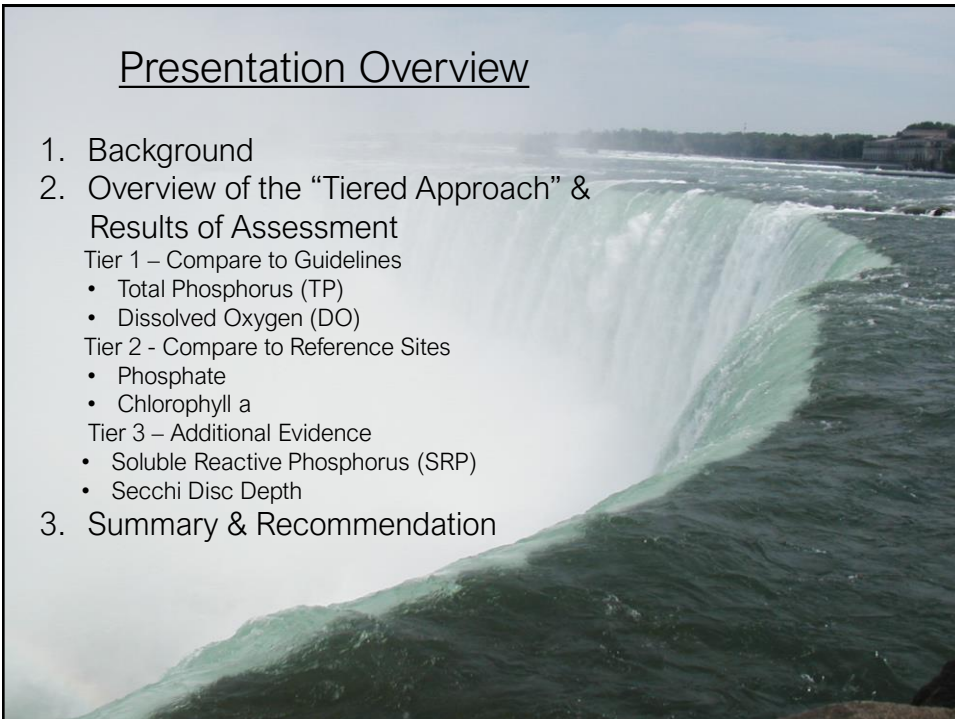 Presentation Overview
1. Background
2. Overview of the “Tiered Approach” &
Results of Assessment
Tier 1 – Compare to Guidelines
• Total Phosphorus (TP)
• Dissolved Oxygen (DO)
Tier 2 - Compare to Reference Sites
• Phosphate
• Chlorophyll a
Tier 3 – Additional Evidence
• Soluble Reactive Phosphorus (SRP)
• Secchi Disc Depth
3. Summary & Recommendation